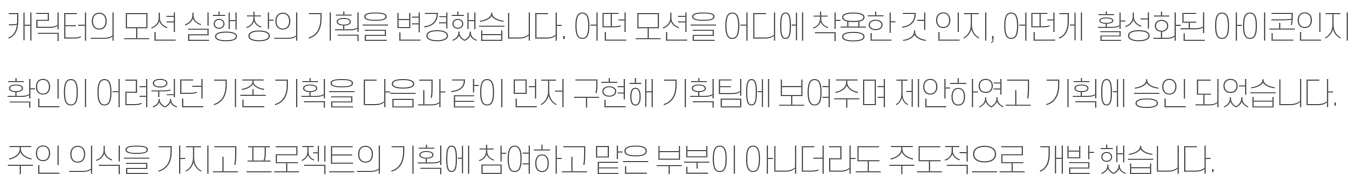 캐릭터의 모션 실행 창의 기획을 변경했습니다. 어떤 모션을 어디에 착용한 것 인지, 어떤게 활성화된 아이콘인지
확인이 어려웠던 기존 기획을 다음과 같이 먼저 구현해 기획팀에 보여주며 제안하였고 기획에 승인 되었습니다.
주인 의식을 가지고 프로젝트의 기획에 참여하고 맡은 부분이 아니더라도 주도적으로 개발 했습니다.